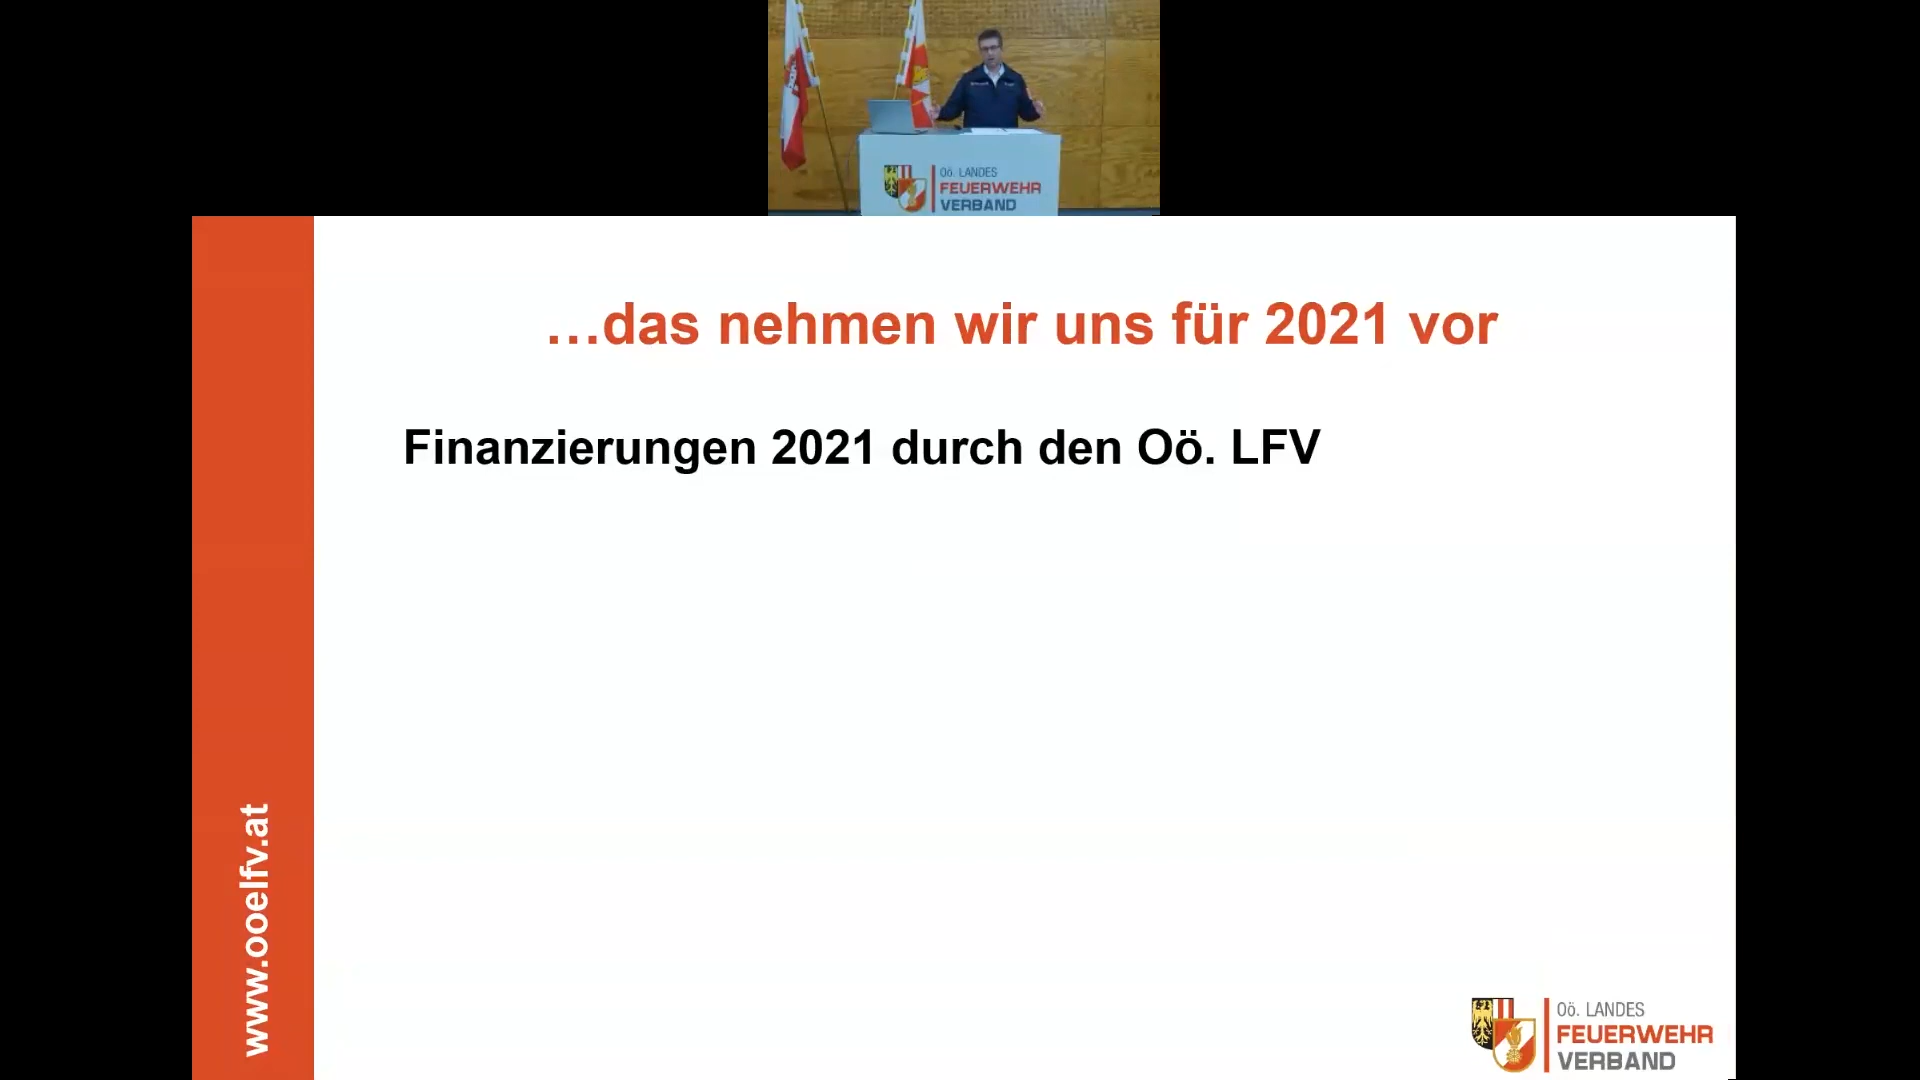 Oö. LANDES
FEUERWEHR
VERBAND
…das nehmen wir uns für 2021 vor
Finanzierungen 2021 durch den Oö. LFV
www.ooelfv.at
Oö. LANDES
FEUERWEHR
VERBAND